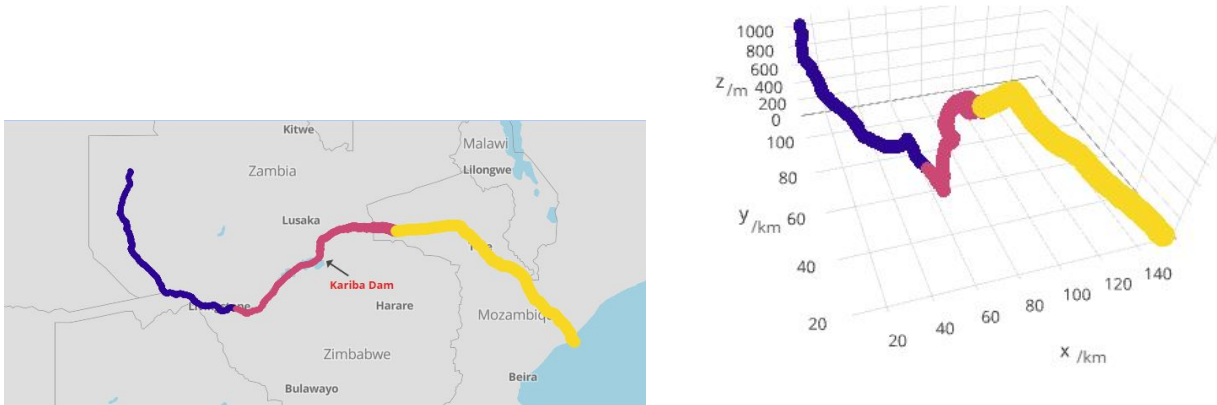 Kitwe
Malawi
Zambia
Lilongwe
Lusaka
Kariba Dam
Livingstone
Harare
Mozambique
Zimbabwe
Beira
Bulawayo
1000
800
600
400
200
0
z/m
100
80
60
40
20
y/km
20
40
60
80
100
120
140
x/km